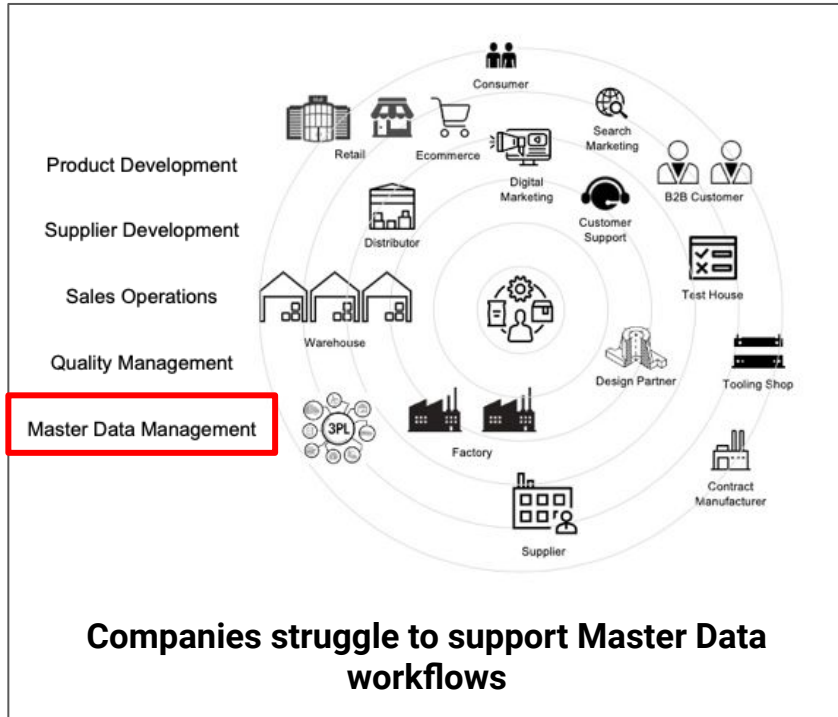 Consumer
Search
Marketing
Retail
Ecommerce
Product Development
Digital
Marketing
B2B Customer
Supplier Development
Distributor
Customer
Support
Sales Operations
Test House
Warehouse
Quality Management
Design Partner
Tooling Shop
Master Data Management
3PL
Factory
Contract
Manufacturer
Supplier
Companies struggle to support Master Data
workflows